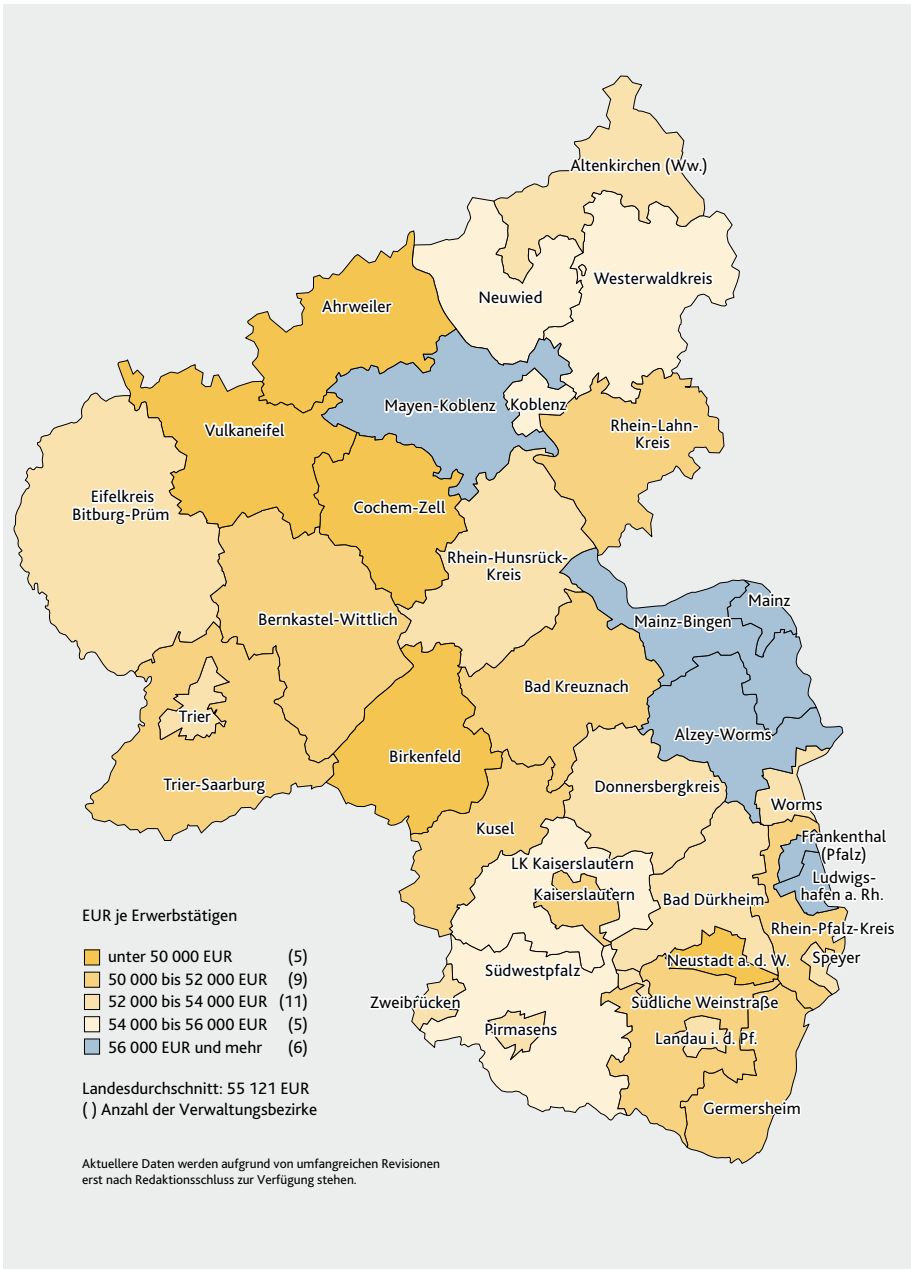 Altenkirchen (Ww.)
Westerwaldkreis
Neuwied
Ahrweiler
Mayen-Koblenz
Koblenz
Rhein-Lahn-
Kreis
Vulkaneifel
Eifelkreis
Bitburg-Prüm
Cochem-Zell
Rhein-Hunsrück-
Kreis
Mainz
Mainz-Bingen
Bernkastel-Wittlich
Bad Kreuznach
Trier
Alzey-Worms
Birkenfeld
Trier-Saarburg
Donnersbergkreis
Worms
Kusel
Frankenthal
(Pfalz)
LK Kaiserslautern
Ludwigs-
hafen a. Rh.
Kaiserslautern
Bad Dürkheim
Rhein-Pfalz-Kreis
Neustadt a. d. W.
Speyer
Südwestpfalz
Zweibrücken
Südliche Weinstraße
Pirmasens
Landau i. d. Pf.
Germersheim
EUR je Erwerbstätigen
unter 50 000 EUR (5)
50 000 bis 52 000 EUR (9)
52 000 bis 54 000 EUR (11)
54 000 bis 56 000 EUR (5)
56 000 EUR und mehr (6)
Landesdurchschnitt: 55 121 EUR
( ) Anzahl der Verwaltungsbezirke
Aktuellere Daten werden aufgrund von umfangreichen Revisionen
erst nach Redaktionsschluss zur Verfügung stehen.